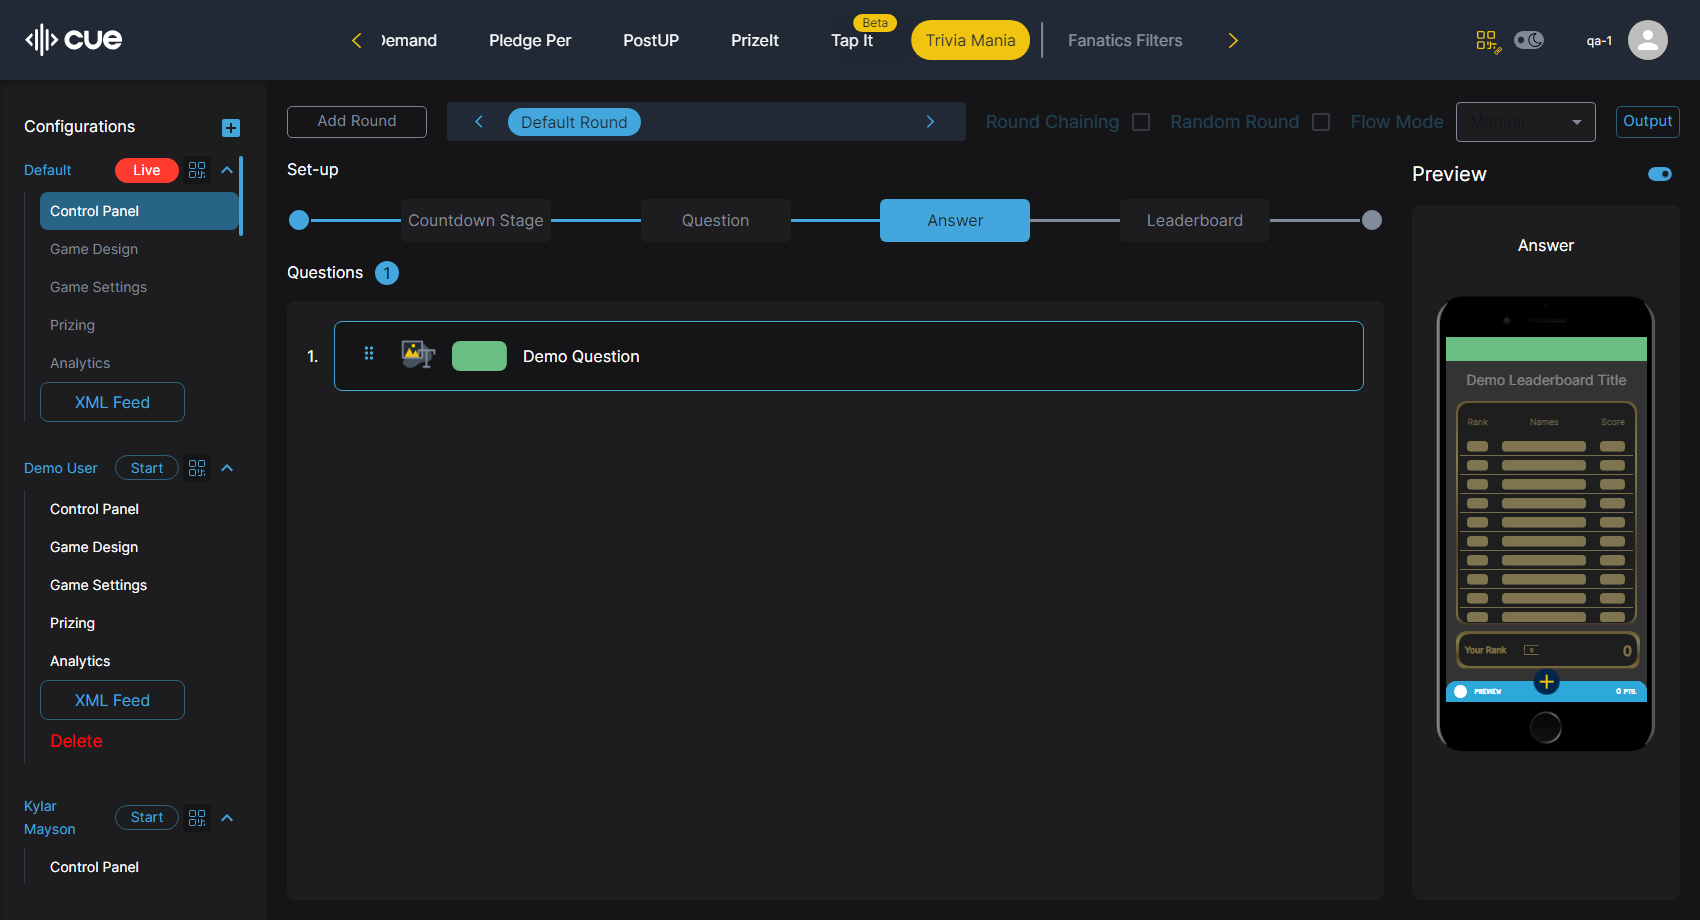 cue
Demand
Pledge Per
PostUP
PrizeIt
Tap It
Beta
Trivia Mania
Fanatics Filters
qa-1
Configurations
Default
Live
Control Panel
Game Design
Game Settings
Prizing
Analytics
XML Feed
Demo User
Start
Control Panel
Game Design
Game Settings
Prizing
Analytics
XML Feed
Delete
Kylar
Mayson
Start
Control Panel
Add Round
Default Round
Round Chaining
Random Round
Flow Mode
Manual
Output
Set-up
Countdown Stage
Question
Answer
Leaderboard
Questions 1
1.
Demo Question
Preview
Answer
Demo Leaderboard Title
Rank Names Score
Your Rank 0 0
PREVIEW 0 PTS.